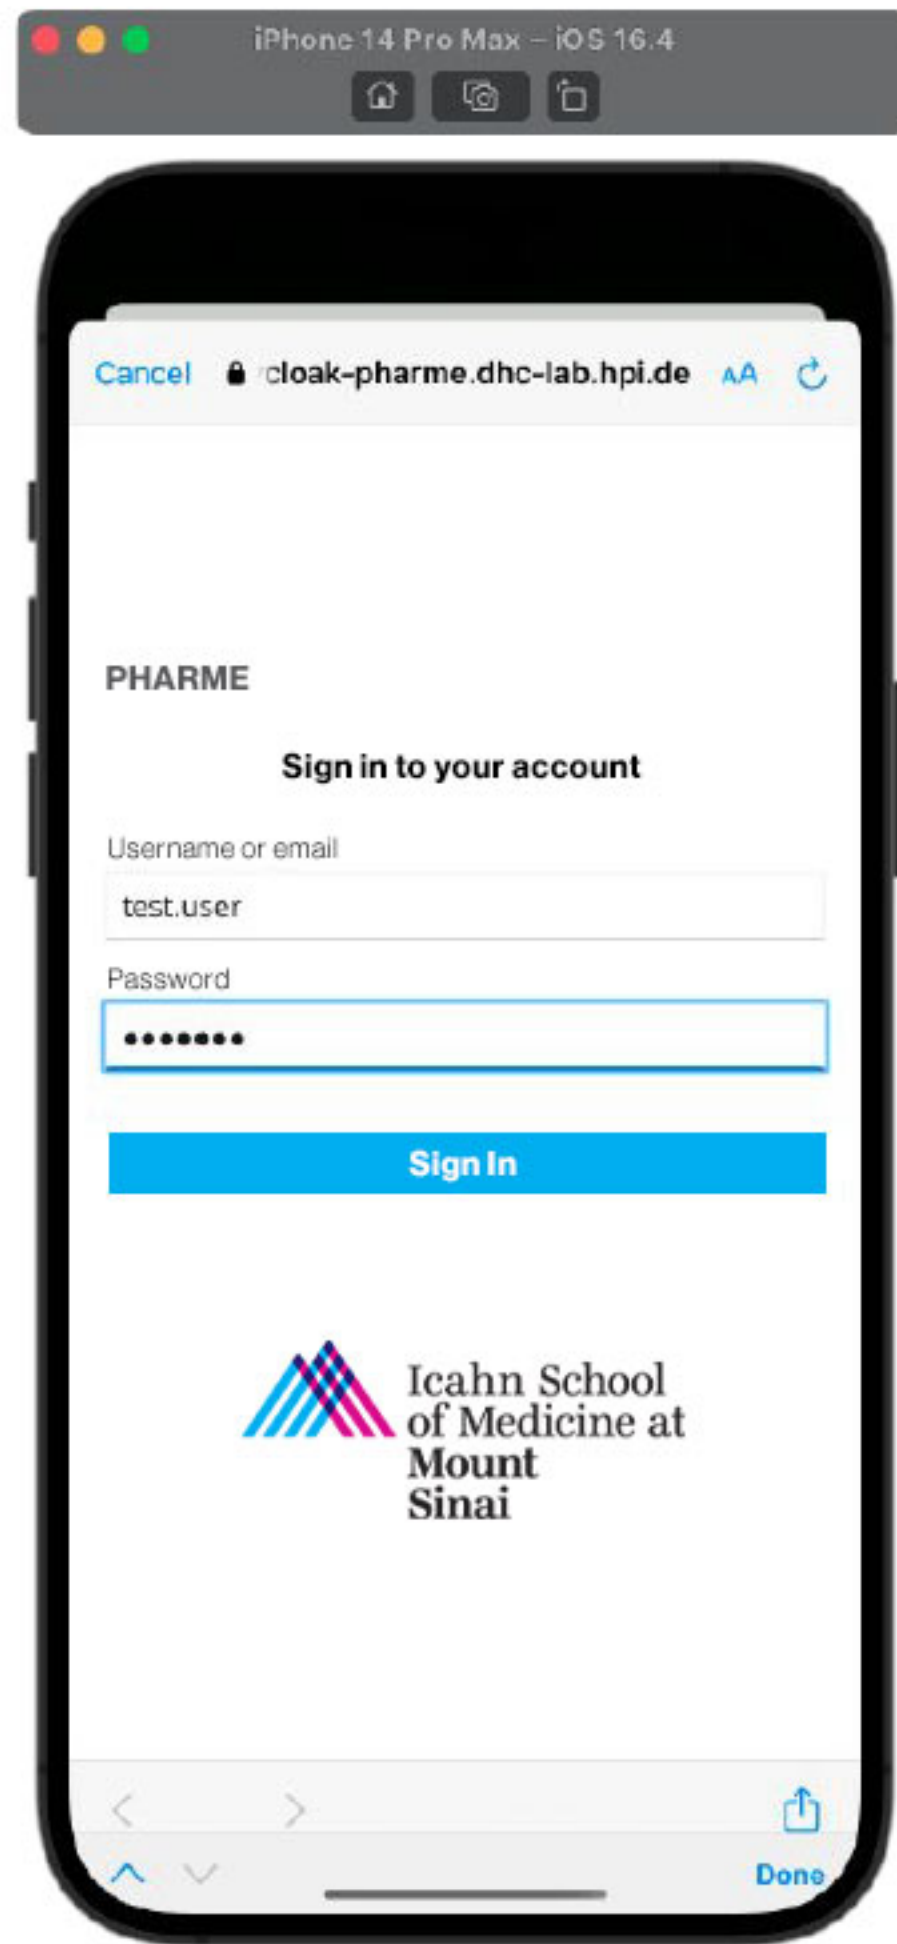 iPhone 14 Pro Max – iOS 16.4
Cancel cloak-pharme.dhc-lab.hpi.de AA
PHARME
Sign in to your account
Username or email
test.user
Password
•••••••
Sign In
Icahn School
of Medicine at
Mount
Sinai
Done